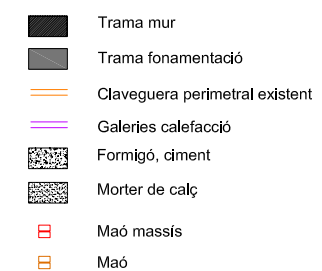 Trama mur
Trama fonamentació
Claveguera perimetral existent
Galeries calefacció
Formigó, ciment
Morter de calç
Maó massís
Maó